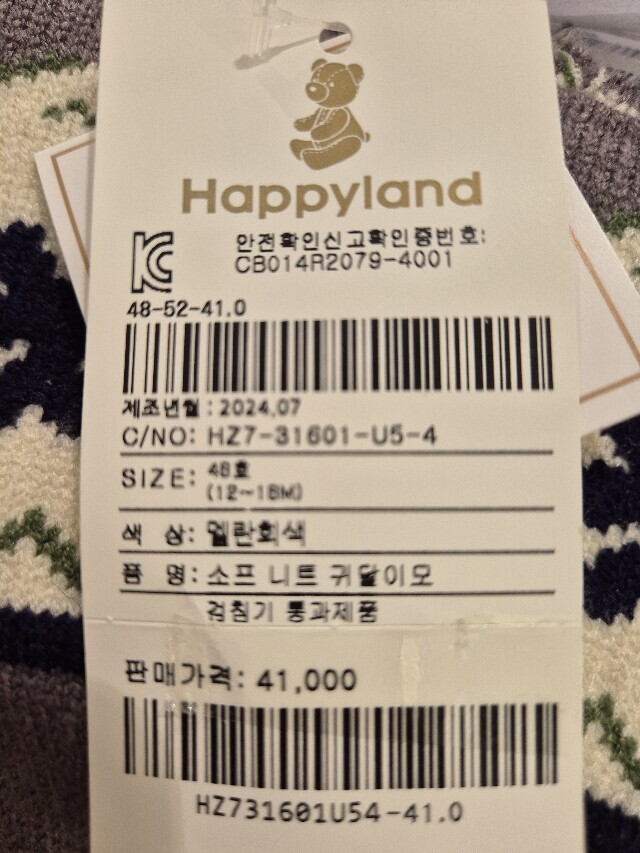 Happyland
KC
안전확인신고확인증번호:
CB014R2079-4001
48-52-41.0
제조년월 : 2024.07
C/NO: HZ7-31601-U5-4
SIZE: 48호
(12~18M)
색 상: 멜란회색
품 명: 소프 니트 귀달이모
검침기 통과제품
판매가격: 41,000
HZ731601U54-41.0